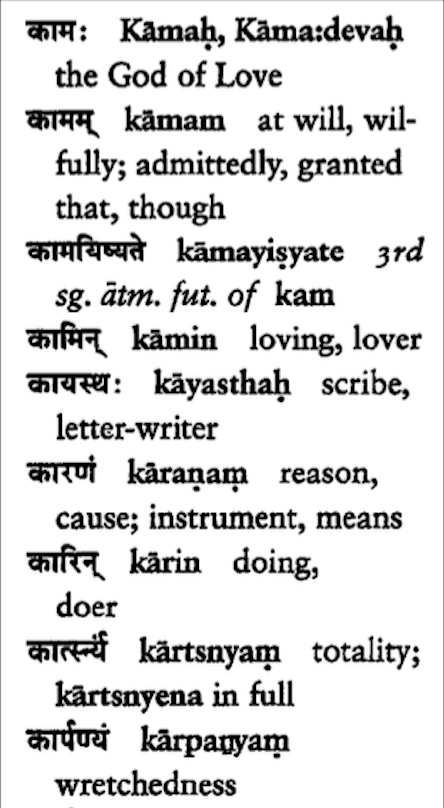 कामः Kāmaḥ, Kāma:devaḥ
the God of Love
कामम् kāmam at will, wil-
fully; admittedly, granted
that, though
कामयिष्यते kāmayiṣyate 3rd
sg. ātm. fut. of kam
कामिन् kāmin loving, lover
कायस्थः kāyasthaḥ scribe,
letter-writer
कारणं kāraṇaṃ reason,
cause; instrument, means
कारिन् kārin doing,
doer
कार्त्स्न्यं kārtsnyaṃ totality;
kārtsnyena in full
कार्पण्यं kārpaṇyaṃ
wretchedness